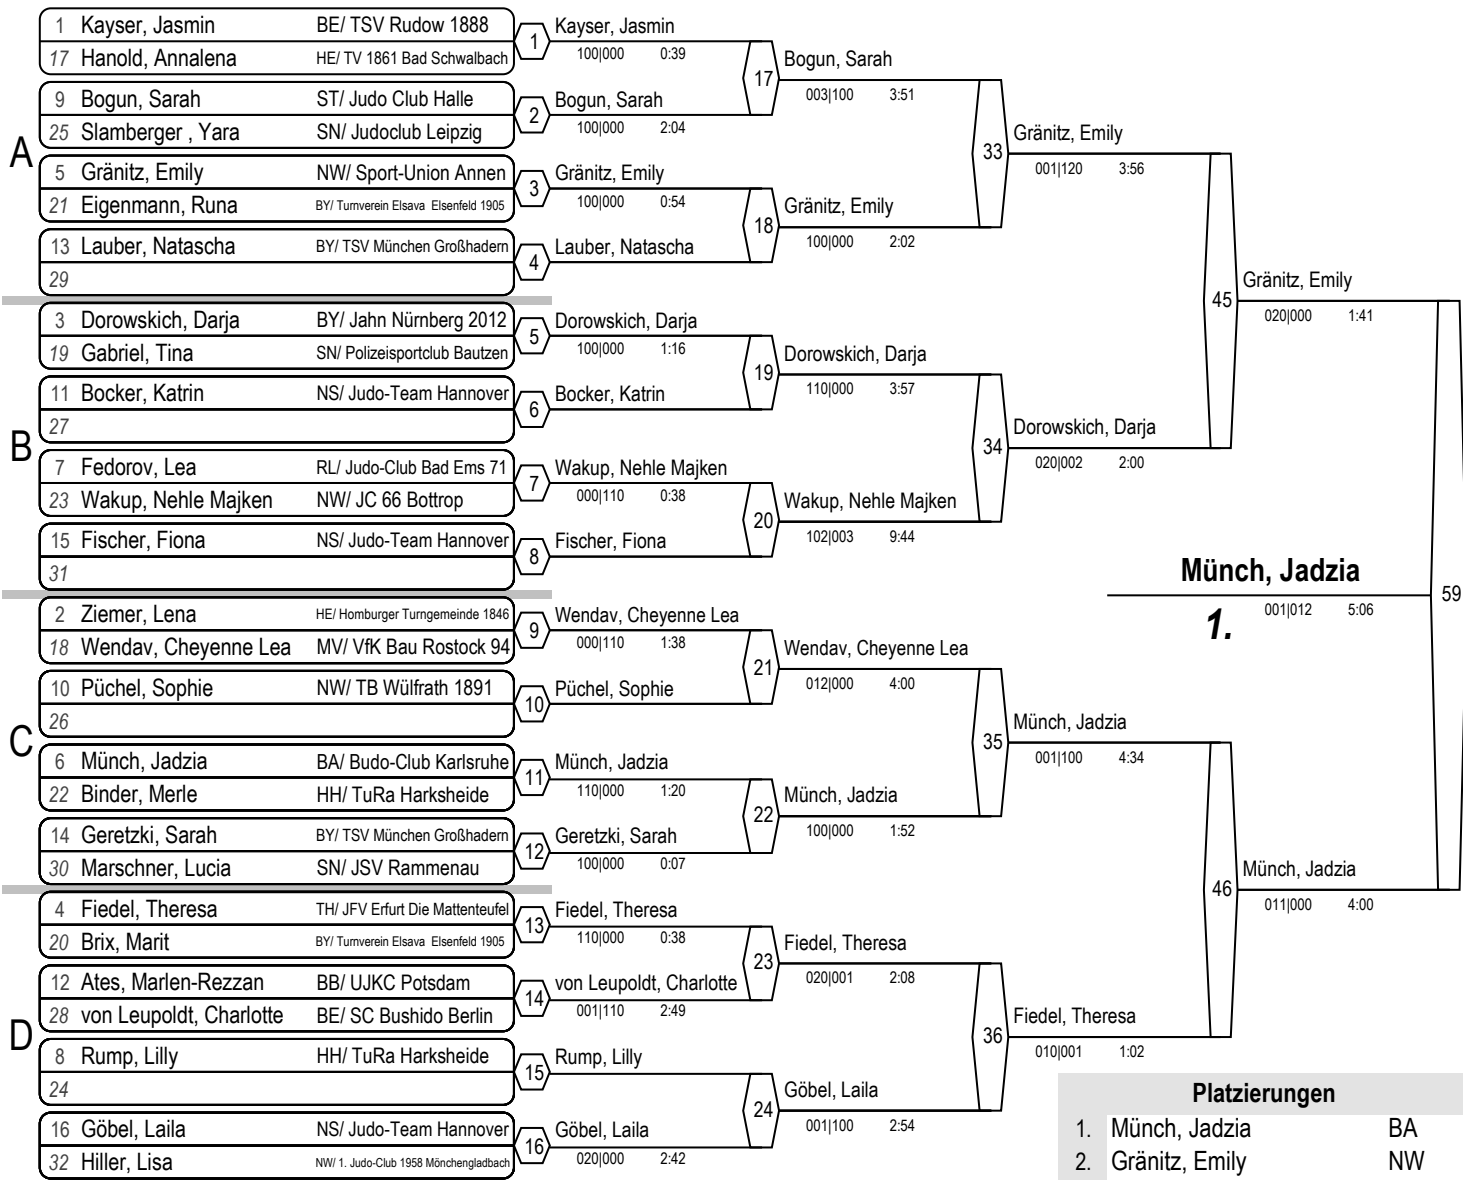 A
1 Kayser, Jasmin BE/ TSV Rudow 1888
17 Hanold, Annalena HE/ TV 1861 Bad Schwalbach
9 Bogun, Sarah ST/ Judo Club Halle
25 Slamberger , Yara SN/ Judoclub Leipzig
5 Gränitz, Emily NW/ Sport-Union Annen
21 Eigenmann, Runa BY/ Turnverein Elsava Elsenfeld 1905
13 Lauber, Natascha BY/ TSV München Großhadern
29
B
3 Dorowskich, Darja BY/ Jahn Nürnberg 2012
19 Gabriel, Tina SN/ Polizeisportclub Bautzen
11 Bocker, Katrin NS/ Judo-Team Hannover
27
7 Fedorov, Lea RL/ Judo-Club Bad Ems 71
23 Wakup, Nehle Majken NW/ JC 66 Bottrop
15 Fischer, Fiona NS/ Judo-Team Hannover
31
C
2 Ziemer, Lena HE/ Homburger Turngemeinde 1846
18 Wendav, Cheyenne Lea MV/ VfK Bau Rostock 94
10 Püchel, Sophie NW/ TB Wülfrath 1891
26
6 Münch, Jadzia BA/ Budo-Club Karlsruhe
22 Binder, Merle HH/ TuRa Harksheide
14 Geretzki, Sarah BY/ TSV München Großhadern
30 Marschner, Lucia SN/ JSV Rammenau
D
4 Fiedel, Theresa TH/ JFV Erfurt Die Mattenteufel
20 Brix, Marit BY/ Turnverein Elsava Elsenfeld 1905
12 Ates, Marlen-Rezzan BB/ UJKC Potsdam
28 von Leupoldt, Charlotte BE/ SC Bushido Berlin
8 Rump, Lilly HH/ TuRa Harksheide
24
16 Göbel, Laila NS/ Judo-Team Hannover
32 Hiller, Lisa NW/ 1. Judo-Club 1958 Mönchengladbach
1 Kayser, Jasmin
100|000 0:39
2 Bogun, Sarah
100|000 2:04
3 Gränitz, Emily
100|000 0:54
4 Lauber, Natascha
5 Dorowskich, Darja
100|000 1:16
6 Bocker, Katrin
7 Wakup, Nehle Majken
000|110 0:38
8 Fischer, Fiona
9 Wendav, Cheyenne Lea
000|110 1:38
10 Püchel, Sophie
11 Münch, Jadzia
110|000 1:20
12 Geretzki, Sarah
100|000 0:07
13 Fiedel, Theresa
110|000 0:38
14 von Leupoldt, Charlotte
001|110 2:49
15 Rump, Lilly
16 Göbel, Laila
020|000 2:42
17 Bogun, Sarah
003|100 3:51
18 Gränitz, Emily
100|000 2:02
19 Dorowskich, Darja
110|000 3:57
20 Wakup, Nehle Majken
102|003 9:44
21 Wendav, Cheyenne Lea
012|000 4:00
22 Münch, Jadzia
100|000 1:52
23 Fiedel, Theresa
020|001 2:08
24 Göbel, Laila
001|100 2:54
33 Gränitz, Emily
001|120 3:56
34 Dorowskich, Darja
020|002 2:00
35 Münch, Jadzia
001|100 4:34
36 Fiedel, Theresa
010|001 1:02
45 Gränitz, Emily
020|000 1:41
46 Münch, Jadzia
011|000 4:00
59
Münch, Jadzia
1. 001|012 5:06
Platzierungen
1. Münch, Jadzia BA
2. Gränitz, Emily NW